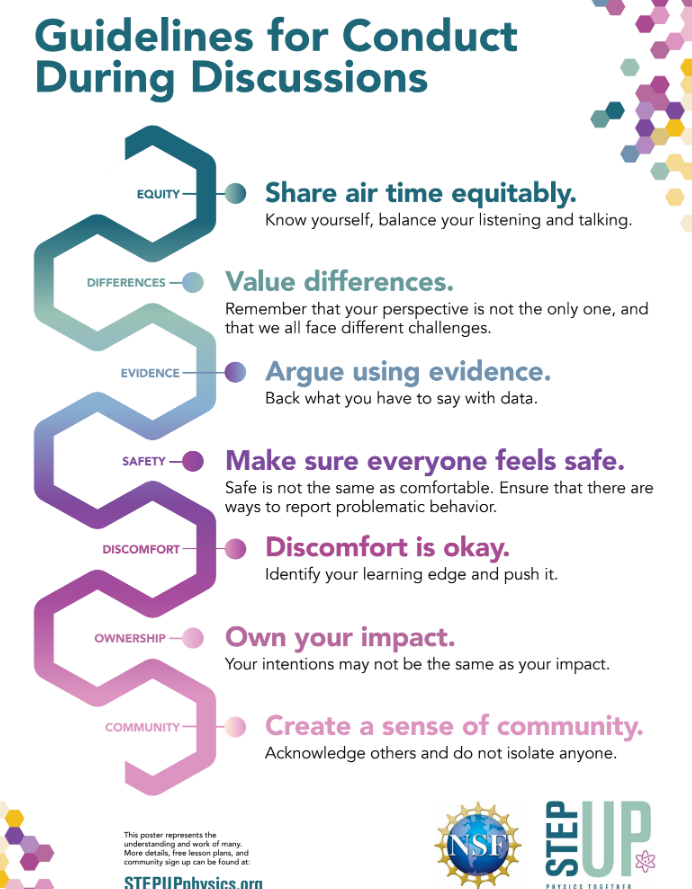 Guidelines for Conduct
During Discussions
EQUITY
Share air time equitably.
Know yourself, balance your listening and talking.
DIFFERENCES
Value differences.
Remember that your perspective is not the only one, and
that we all face different challenges.
EVIDENCE
Argue using evidence.
Back what you have to say with data.
SAFETY
Make sure everyone feels safe.
Safe is not the same as comfortable. Ensure that there are
ways to report problematic behavior.
DISCOMFORT
Discomfort is okay.
Identify your learning edge and push it.
OWNERSHIP
Own your impact.
Your intentions may not be the same as your impact.
COMMUNITY
Create a sense of community.
Acknowledge others and do not isolate anyone.
This poster represents the
understanding and work of many.
More details, free lesson plans, and
community sign up can be found at:
STEPUPphysics.org
NSF
STEP
UP
PHYSICS TOGETHER